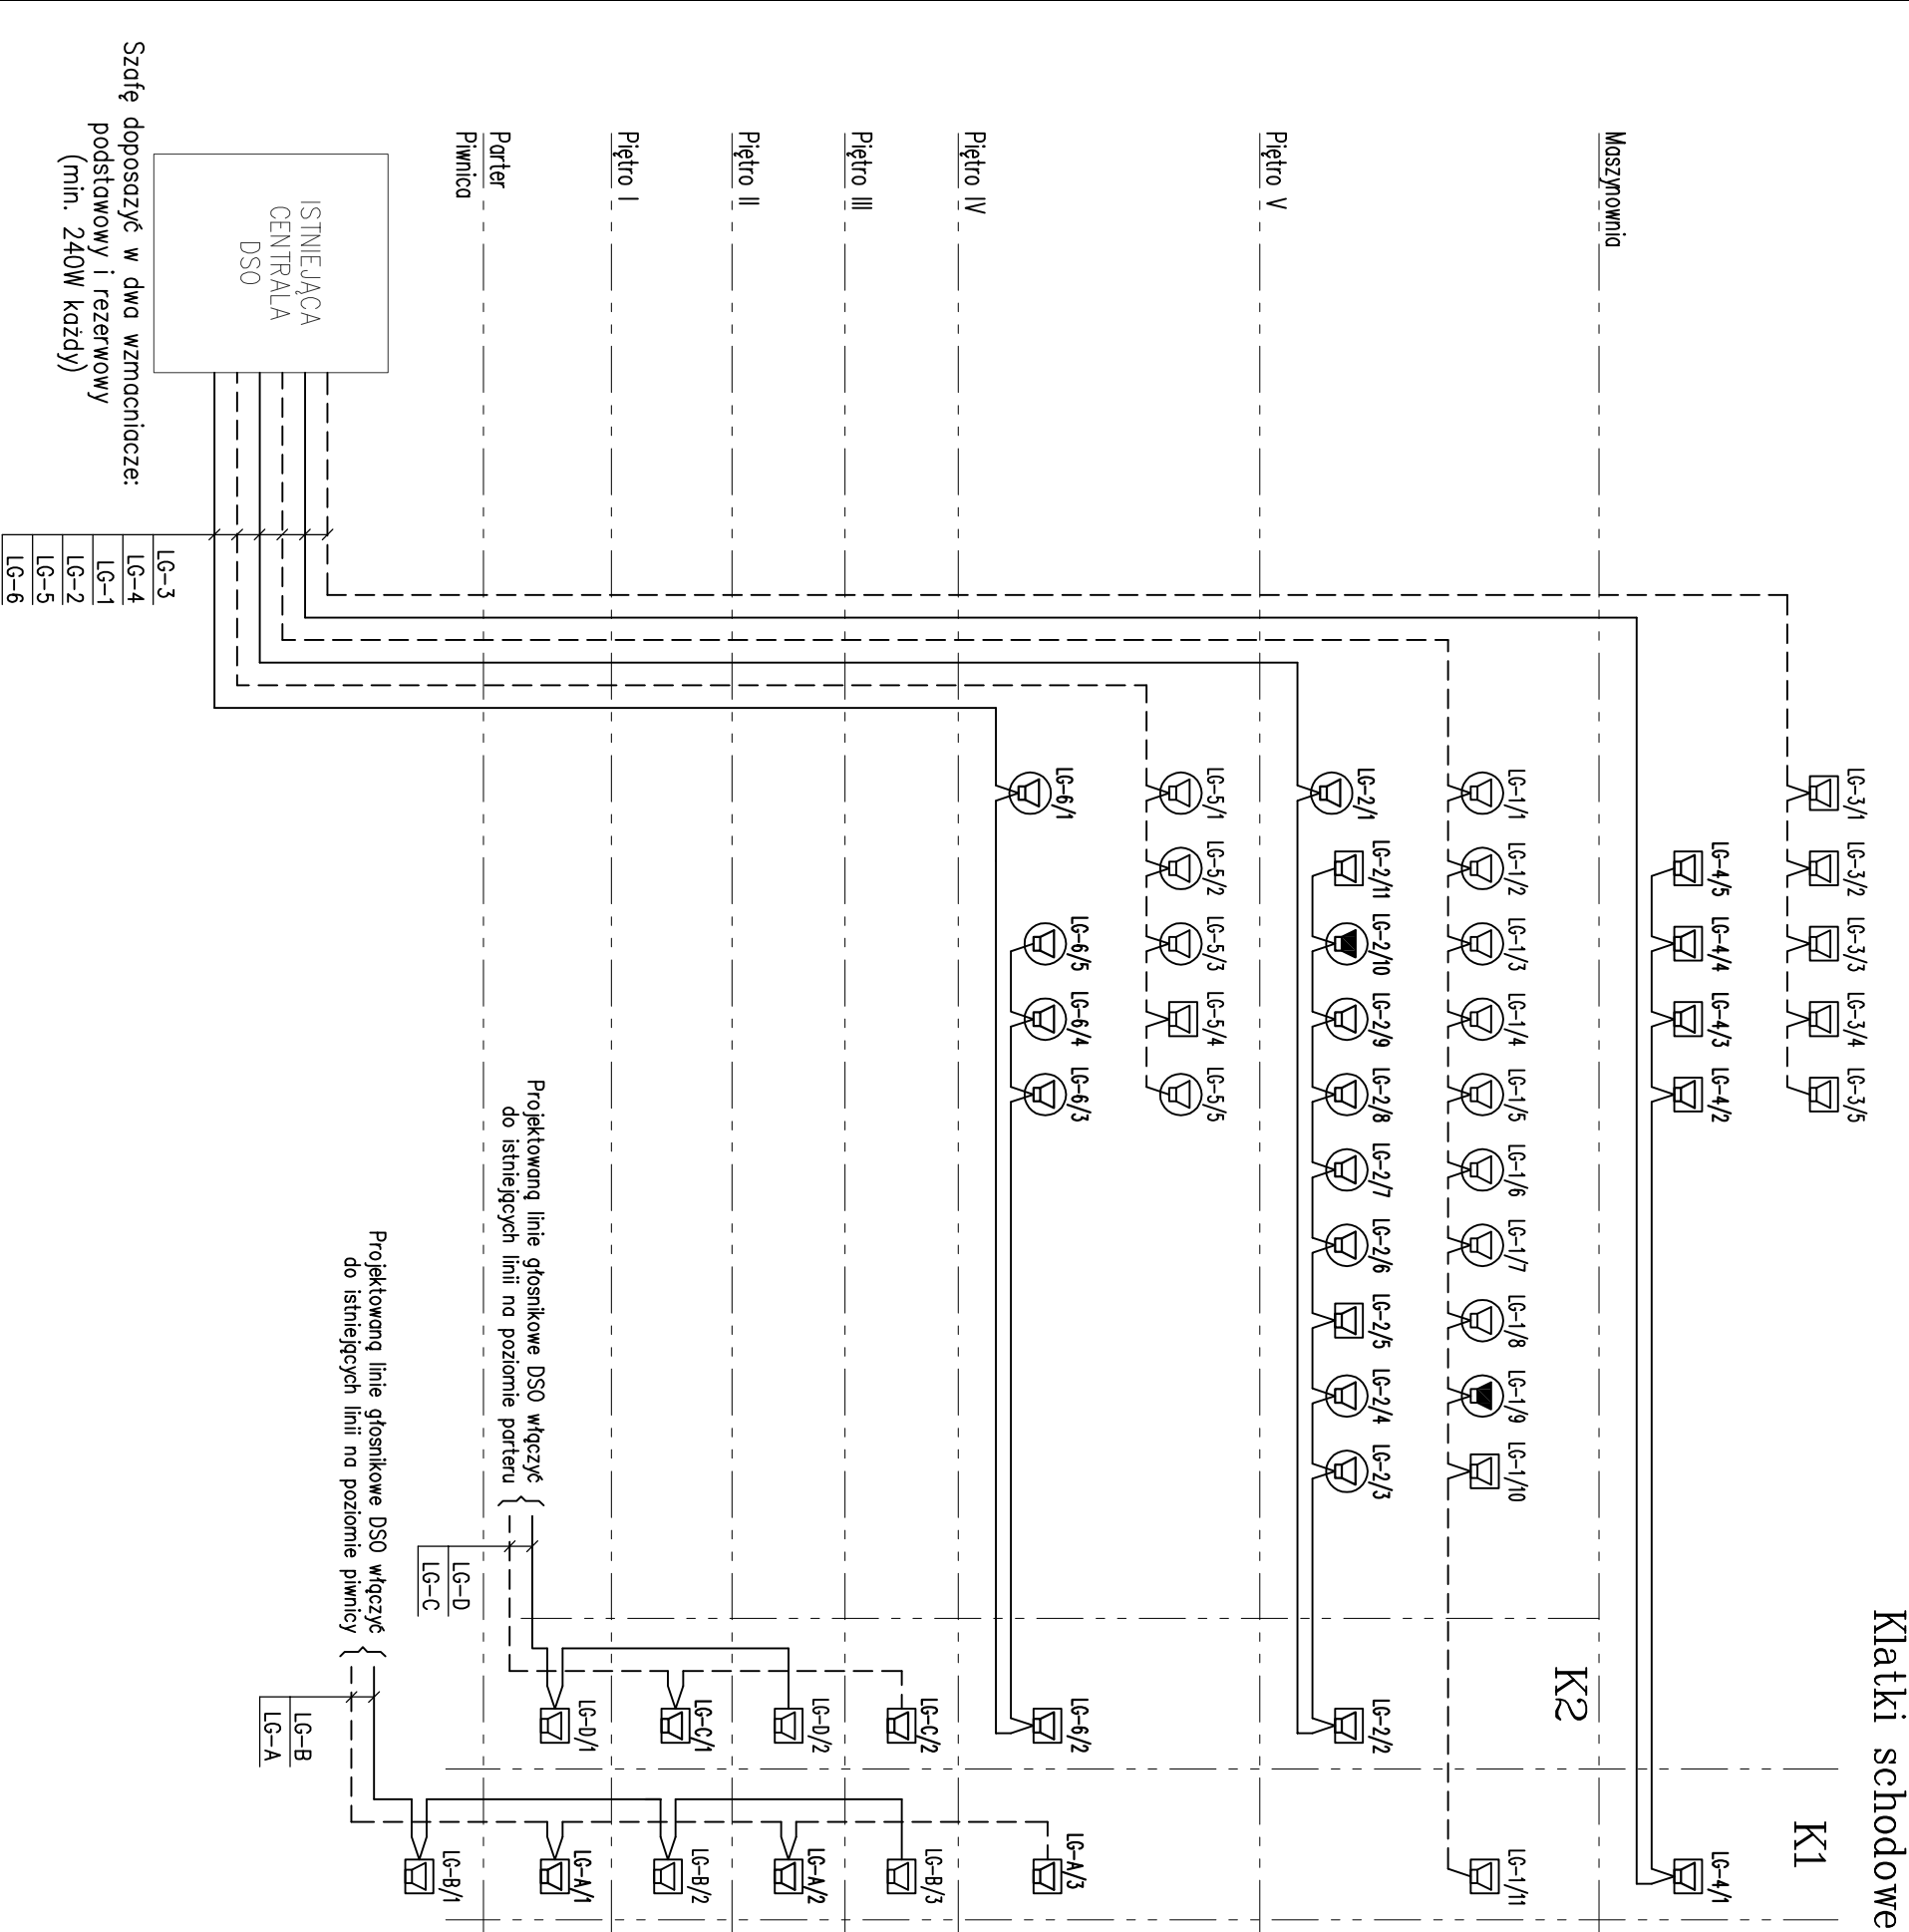 Klatki schodowe
K1
K2
LG-3/1
LG-3/2
LG-3/3
LG-3/4
LG-3/5
LG-4/5
LG-4/4
LG-4/3
LG-4/2
LG-4/1
Maszynownia
LG-1/1
LG-1/2
LG-1/3
LG-1/4
LG-1/5
LG-1/6
LG-1/7
LG-1/8
LG-1/9
LG-1/10
LG-1/11
LG-2/1
LG-2/11
LG-2/10
LG-2/9
LG-2/8
LG-2/7
LG-2/6
LG-2/5
LG-2/4
LG-2/3
LG-2/2
Piętro V
LG-5/1
LG-5/2
LG-5/3
LG-5/4
LG-5/5
LG-6/1
LG-6/5
LG-6/4
LG-6/3
LG-6/2
LG-A/3
Piętro IV
LG-C/2
LG-B/3
Piętro III
LG-D/2
LG-A/2
Piętro II
LG-C/1
LG-B/2
Piętro I
LG-D/1
LG-A/1
Parter
Piwnica
Projektowaną linie głosnikowe DSO włączyć
do istniejących linii na poziomie parteru
LG-D
LG-C
LG-B/1
Projektowaną linie głosnikowe DSO włączyć
do istniejących linii na poziomie piwnicy
LG-B
LG-A
ISTNIEJĄCA
CENTRALA
DSO
LG-3
LG-4
LG-1
LG-2
LG-5
LG-6
Szafę doposażyć w dwa wzmacniacze:
podstawowy i rezerwowy
(min. 240W każdy)